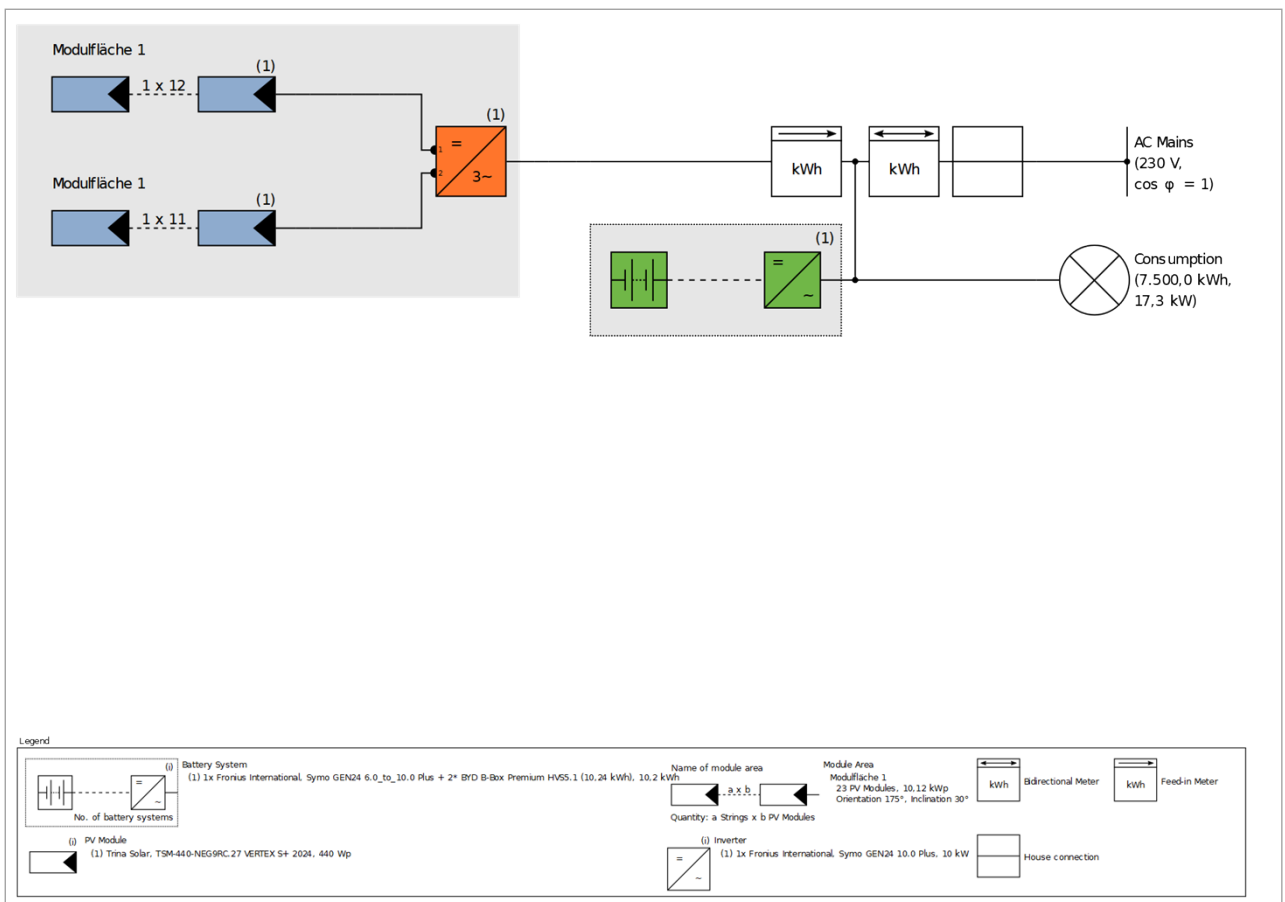 Modulfläche 1
(1)
1 x 12
(1)
1
=
2
3~
Modulfläche 1
(1)
1 x 11
kWh
kWh
AC Mains
(230 V,
cos φ = 1)
(1)
=
~
Consumption
(7.500,0 kWh,
17,3 kW)
Legend
(i)
=
~
No. of battery systems
Battery System
(1) 1x Fronius International, Symo GEN24 6.0_to_10.0 Plus + 2* BYD B-Box Premium HVS5.1 (10,24 kWh), 10,2 kWh
(i) PV Module
(1) Trina Solar, TSM-440-NEG9RC.27 VERTEX S+ 2024, 440 Wp
Name of module area
a x b
Quantity: a Strings x b PV Modules
Module Area
Modulfläche 1
23 PV Modules, 10,12 kWp
Orientation 175°, Inclination 30°
(i) Inverter
=
~
(1) 1x Fronius International, Symo GEN24 10.0 Plus, 10 kW
kWh
Bidirectional Meter
kWh
Feed-in Meter
House connection